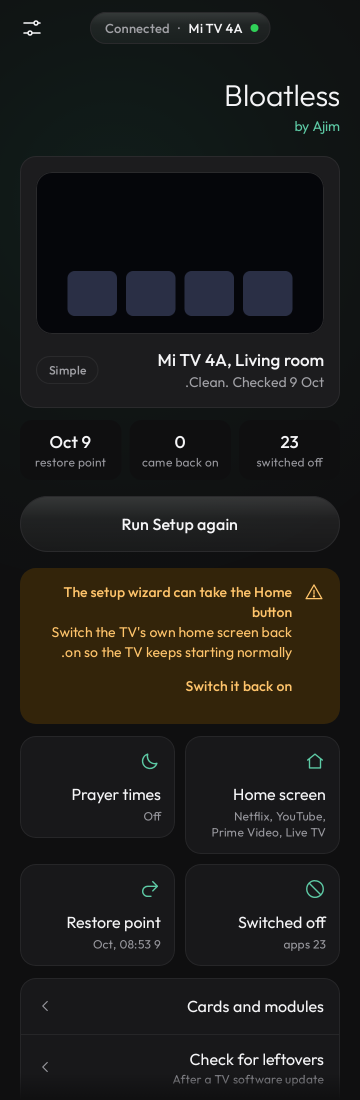 Connected · Mi TV 4A
Bloatless
by Ajim
Mi TV 4A, Living room
.Clean. Checked 9 Oct
Simple
23
switched off
0
came back on
Oct 9
restore point
Run Setup again
The setup wizard can take the Home
button
Switch the TV's own home screen back
.on so the TV keeps starting normally
Switch it back on
Home screen
Netflix, YouTube,
Prime Video, Live TV
Prayer times
Off
Switched off
apps 23
Restore point
Oct, 08:53 9
Cards and modules
Check for leftovers
After a TV software update